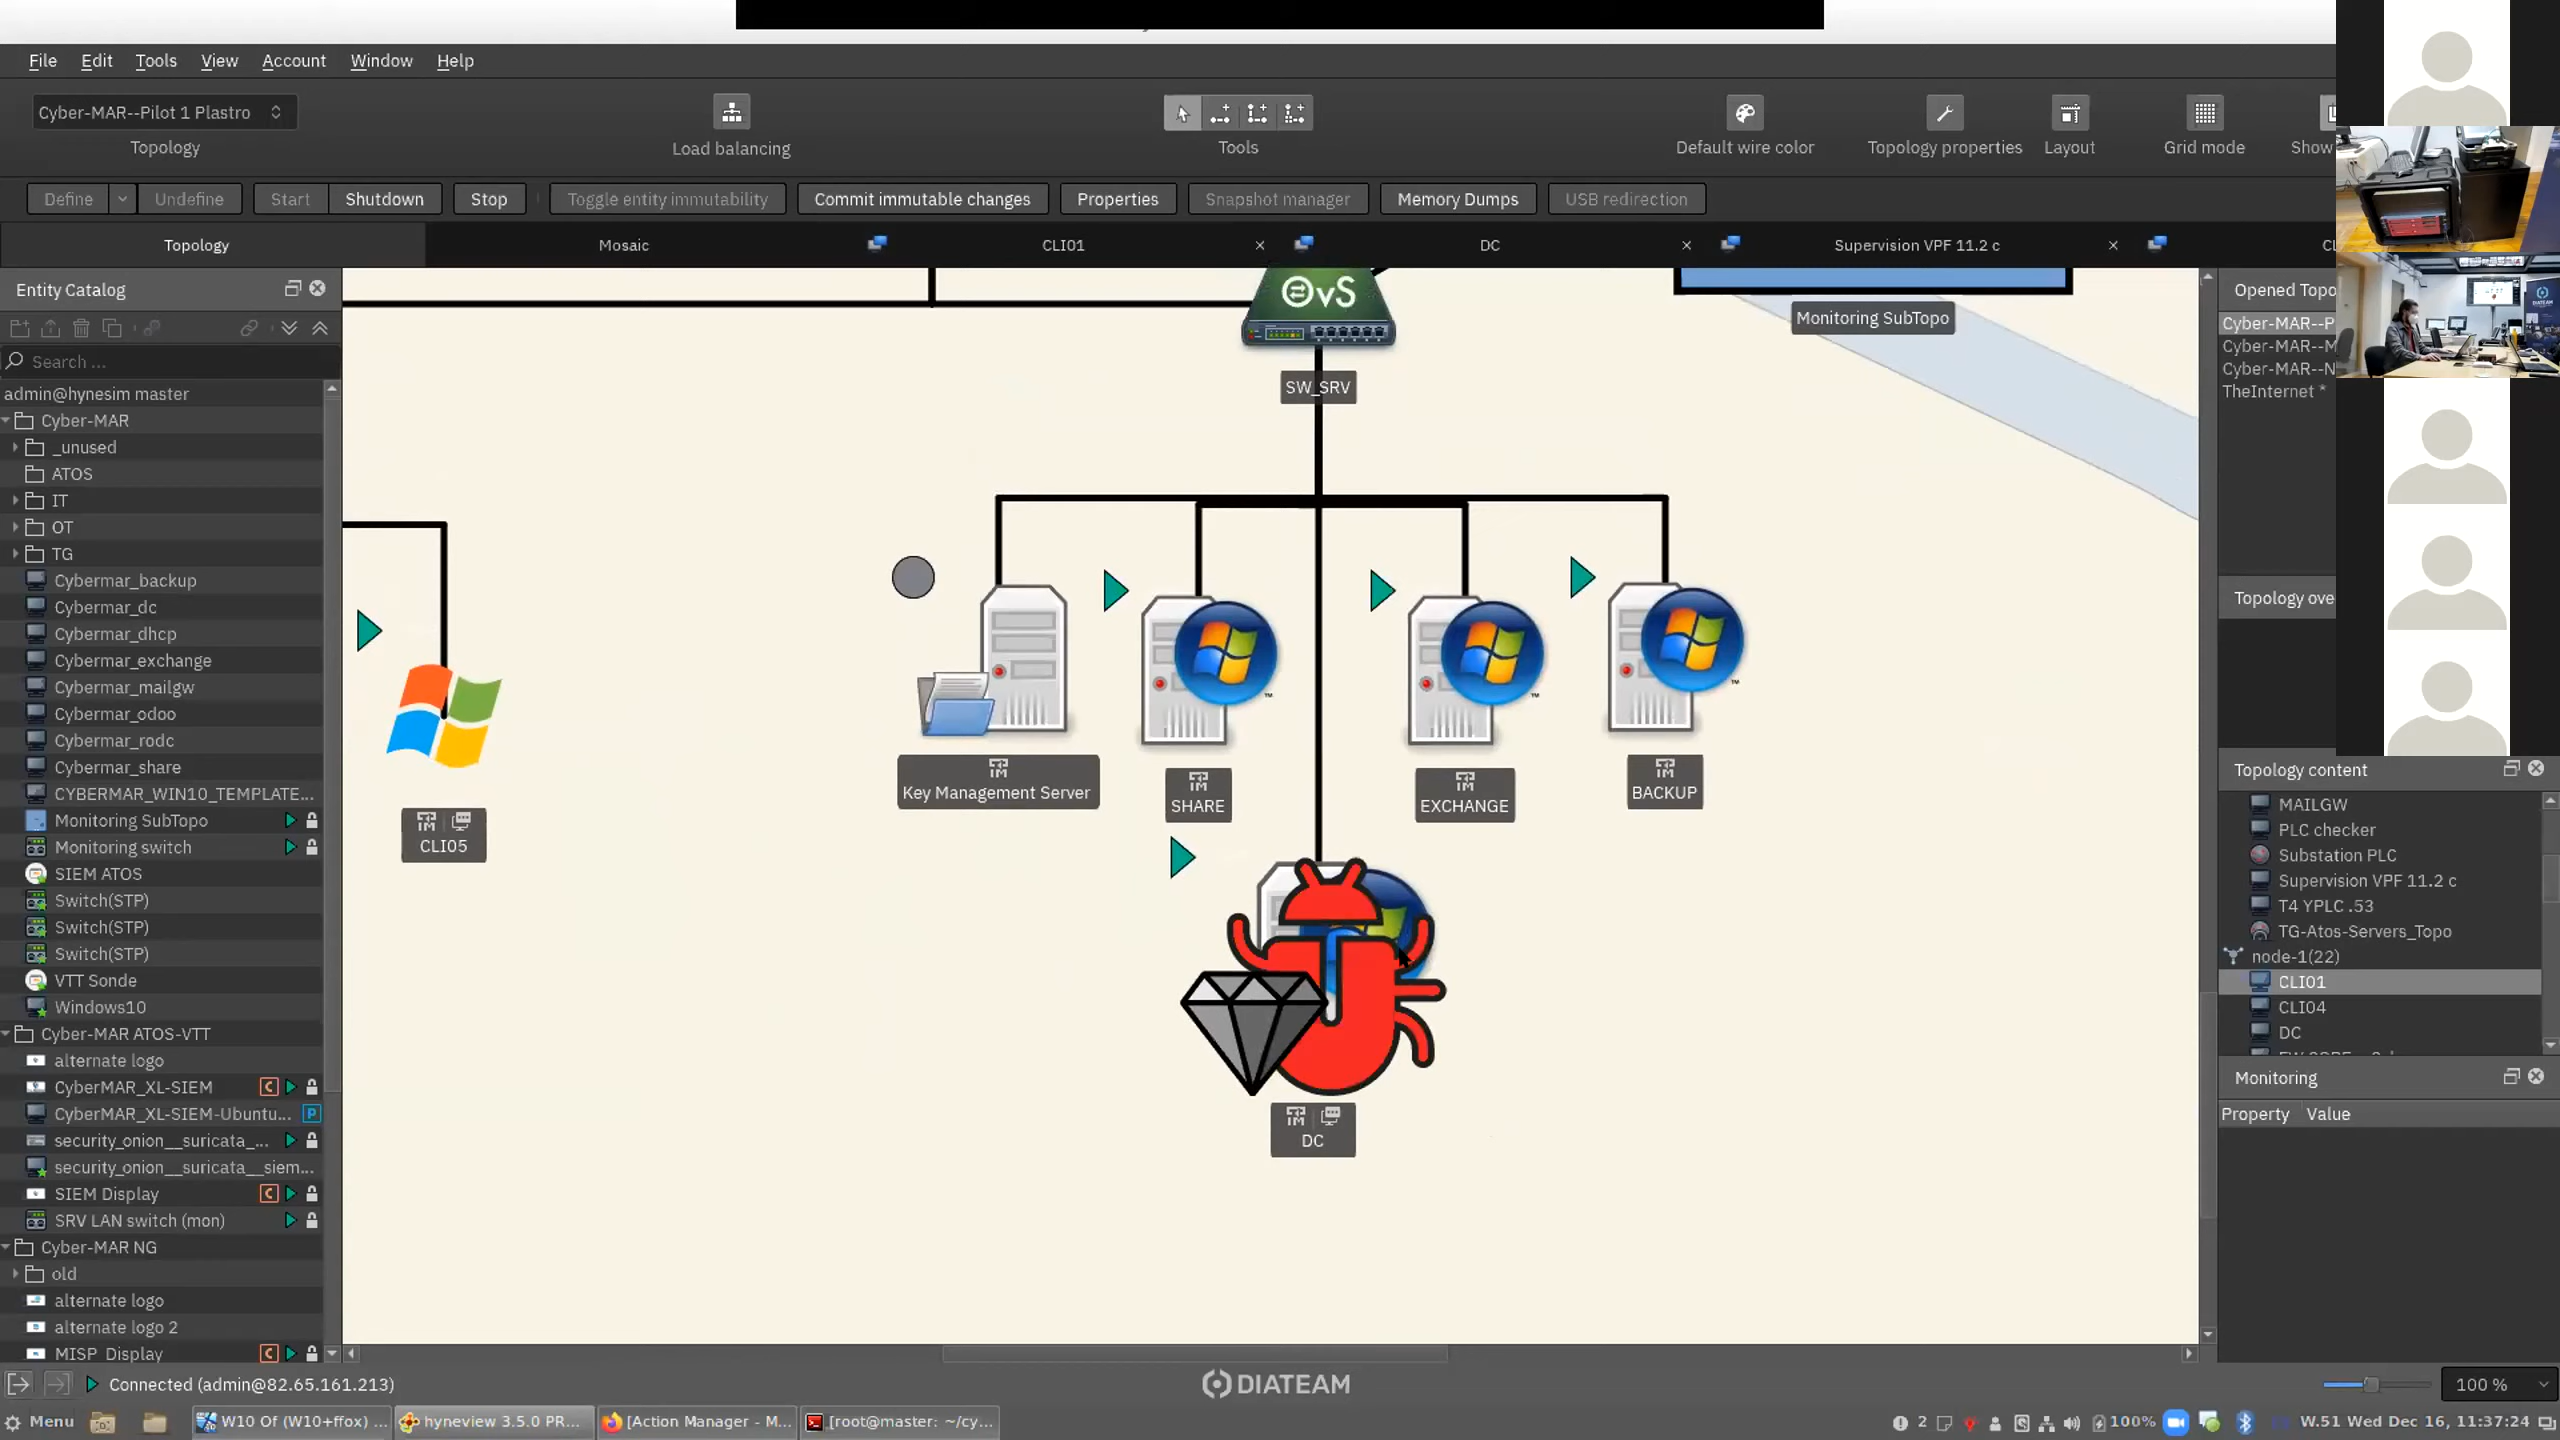 File Edit Tools View Account Window Help
Cyber-MAR--Pilot 1 Plastro
Topology
Load balancing
Tools
Default wire color
Topology properties
Layout
Grid mode
Show
Define Undefine Start Shutdown Stop Toggle entity immutability Commit immutable changes Properties Snapshot manager Memory Dumps USB redirection
Topology Mosaic CLI01 DC Supervision VPF 11.2 c
Entity Catalog
Search ...
admin@hynesim master
Cyber-MAR
_unused
ATOS
IT
OT
TG
Cybermar_backup
Cybermar_dc
Cybermar_dhcp
Cybermar_exchange
Cybermar_mailgw
Cybermar_odoo
Cybermar_rodc
Cybermar_share
CYBERMAR_WIN10_TEMPLATE...
Monitoring SubTopo
Monitoring switch
SIEM ATOS
Switch(STP)
Switch(STP)
Switch(STP)
VTT Sonde
Windows10
Cyber-MAR ATOS-VTT
alternate logo
CyberMAR_XL-SIEM C
CyberMAR_XL-SIEM-Ubuntu... P
security_onion__suricata_...
security_onion__suricata__siem...
SIEM Display C
SRV LAN switch (mon)
Cyber-MAR NG
old
alternate logo
alternate logo 2
MISP Display C
OvS
SW_SRV
Monitoring SubTopo
CLI05
Key Management Server
SHARE
EXCHANGE
BACKUP
DC
Opened Topo
Cyber-MAR--P
Cyber-MAR--M
Cyber-MAR--N
TheInternet *
Topology ove
Topology content
MAILGW
PLC checker
Substation PLC
Supervision VPF 11.2 c
T4 YPLC .53
TG-Atos-Servers_Topo
node-1(22)
CLI01
CLI04
DC
Monitoring
Property Value
Connected (admin@82.65.161.213)
DIATEAM
100 %
Menu
W10 Of (W10+ffox) ...
hyneview 3.5.0 PR...
[Action Manager - M...
[root@master: ~/cy...
2
100%
W.51 Wed Dec 16, 11:37:24